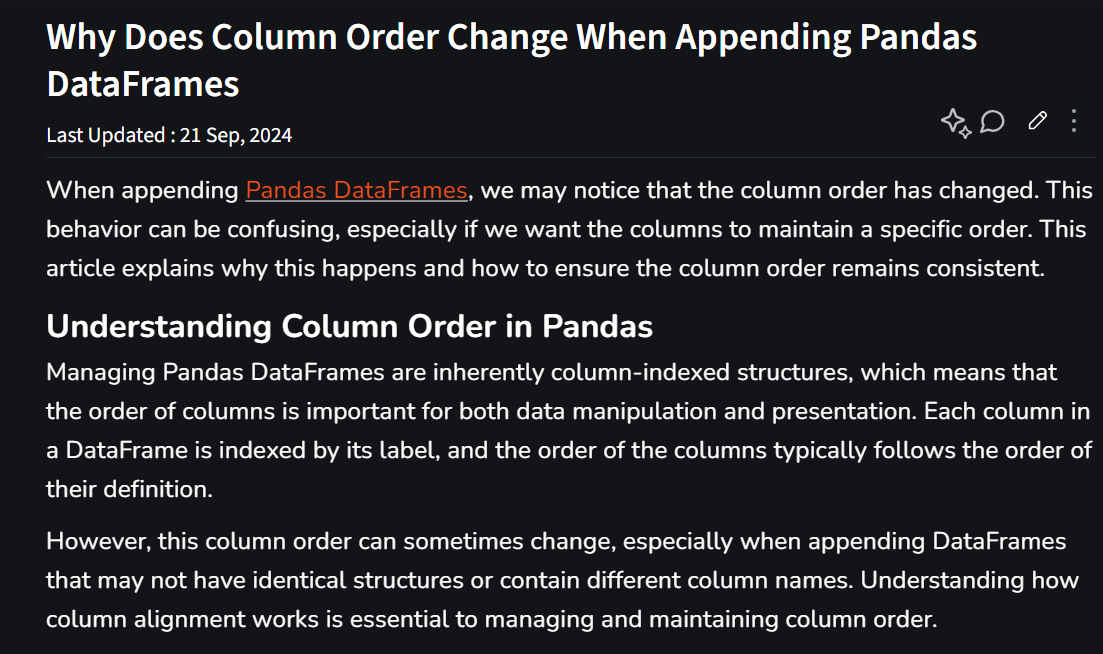 Why Does Column Order Change When Appending Pandas
DataFrames
Last Updated : 21 Sep, 2024
When appending Pandas DataFrames, we may notice that the column order has changed. This
behavior can be confusing, especially if we want the columns to maintain a specific order. This
article explains why this happens and how to ensure the column order remains consistent.
Understanding Column Order in Pandas
Managing Pandas DataFrames are inherently column-indexed structures, which means that
the order of columns is important for both data manipulation and presentation. Each column in
a DataFrame is indexed by its label, and the order of the columns typically follows the order of
their definition.
However, this column order can sometimes change, especially when appending DataFrames
that may not have identical structures or contain different column names. Understanding how
column alignment works is essential to managing and maintaining column order.